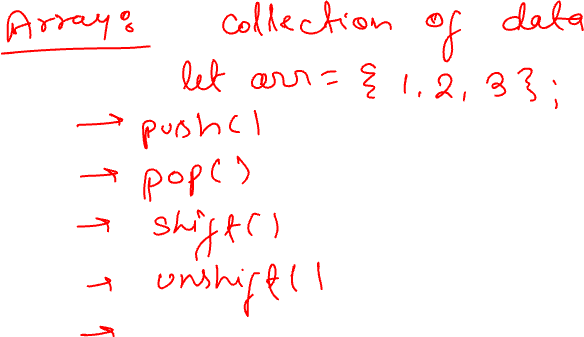 Array: collection of data
let arr = { 1, 2, 3 };
→ push()
→ pop()
→ shift()
→ unshift()
→